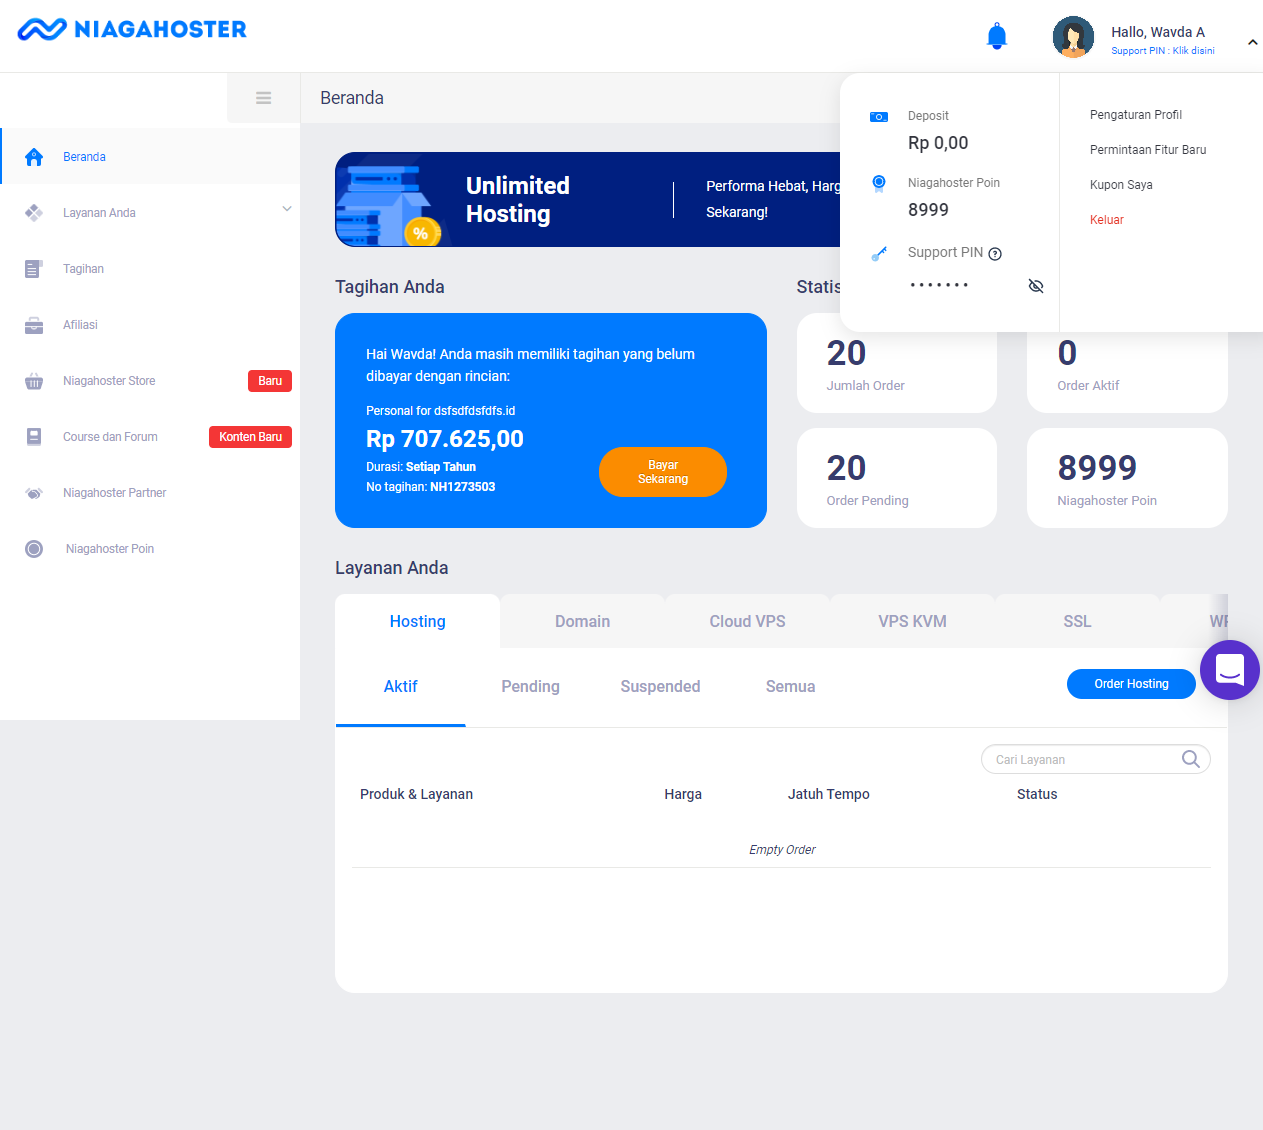 NIAGAHOSTER
Hallo, Wavda A
Support PIN : Klik disini
Beranda
Deposit
Rp 0,00
Niagahoster Poin
8999
Support PIN
Pengaturan Profil
Permintaan Fitur Baru
Kupon Saya
Keluar
Beranda
Layanan Anda
Tagihan
Afiliasi
Niagahoster Store
Baru
Course dan Forum
Konten Baru
Niagahoster Partner
Niagahoster Poin
%
Unlimited
Hosting
Performa Hebat, Harg
Sekarang!
Tagihan Anda
Hai Wavda! Anda masih memiliki tagihan yang belum
dibayar dengan rincian:
Personal for dsfsdfdsfdfs.id
Rp 707.625,00
Durasi: Setiap Tahun
No tagihan: NH1273503
Bayar
Sekarang
Statis
20
Jumlah Order
0
Order Aktif
20
Order Pending
8999
Niagahoster Poin
Layanan Anda
Hosting
Domain
Cloud VPS
VPS KVM
SSL
Aktif
Pending
Suspended
Semua
Order Hosting
Cari Layanan
Produk & Layanan
Harga
Jatuh Tempo
Status
Empty Order